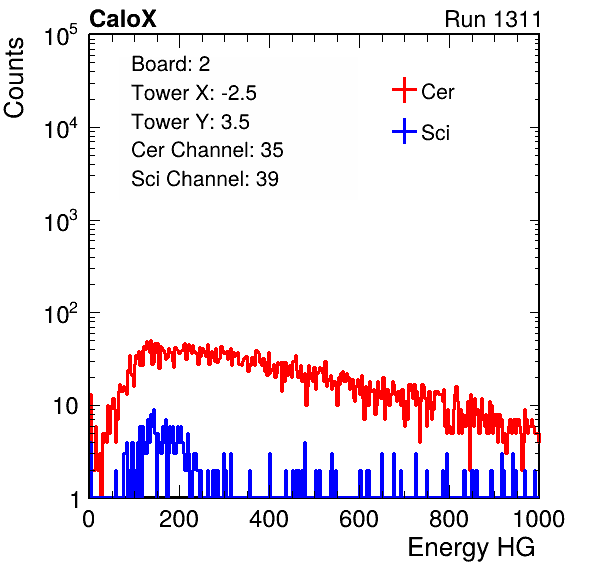 CaloX Run 1311
Counts
10^5
10^4
10^3
10^2
10
1
Board: 2
Tower X: -2.5
Tower Y: 3.5
Cer Channel: 35
Sci Channel: 39
Cer
Sci
0 200 400 600 800 1000
Energy HG